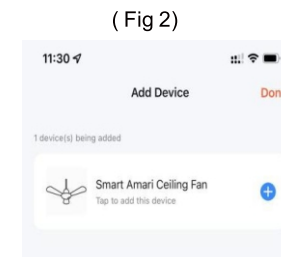 ( Fig 2)
11:30
Add Device
Don
1 device(s) being added
Smart Amari Ceiling Fan
Tap to add this device